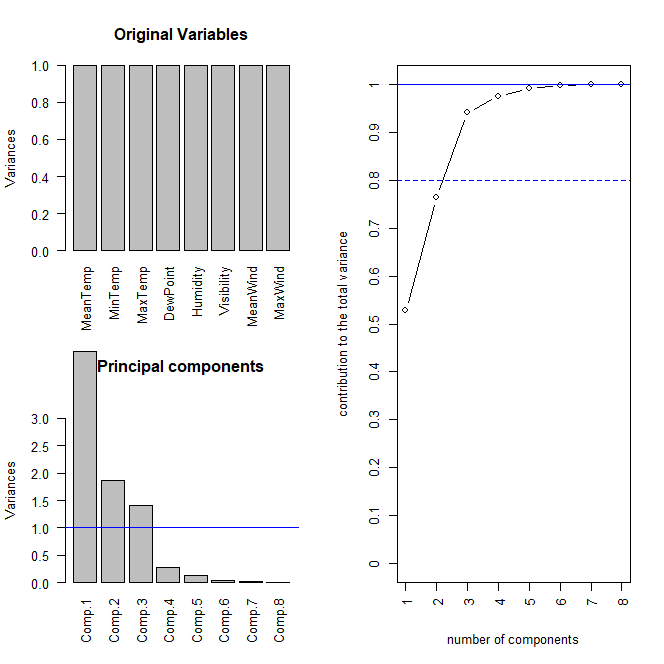 Original Variables
Variances
1.0
0.8
0.6
0.4
0.2
0.0
MeanTemp
MinTemp
MaxTemp
DewPoint
Humidity
Visibility
MeanWind
MaxWind
Principal components
Variances
3.0
2.5
2.0
1.5
1.0
0.5
0.0
Comp.1
Comp.2
Comp.3
Comp.4
Comp.5
Comp.6
Comp.7
Comp.8
contribution to the total variance
1
0.9
0.8
0.7
0.6
0.5
0.4
0.3
0.2
0.1
0
1
2
3
4
5
6
7
8
number of components